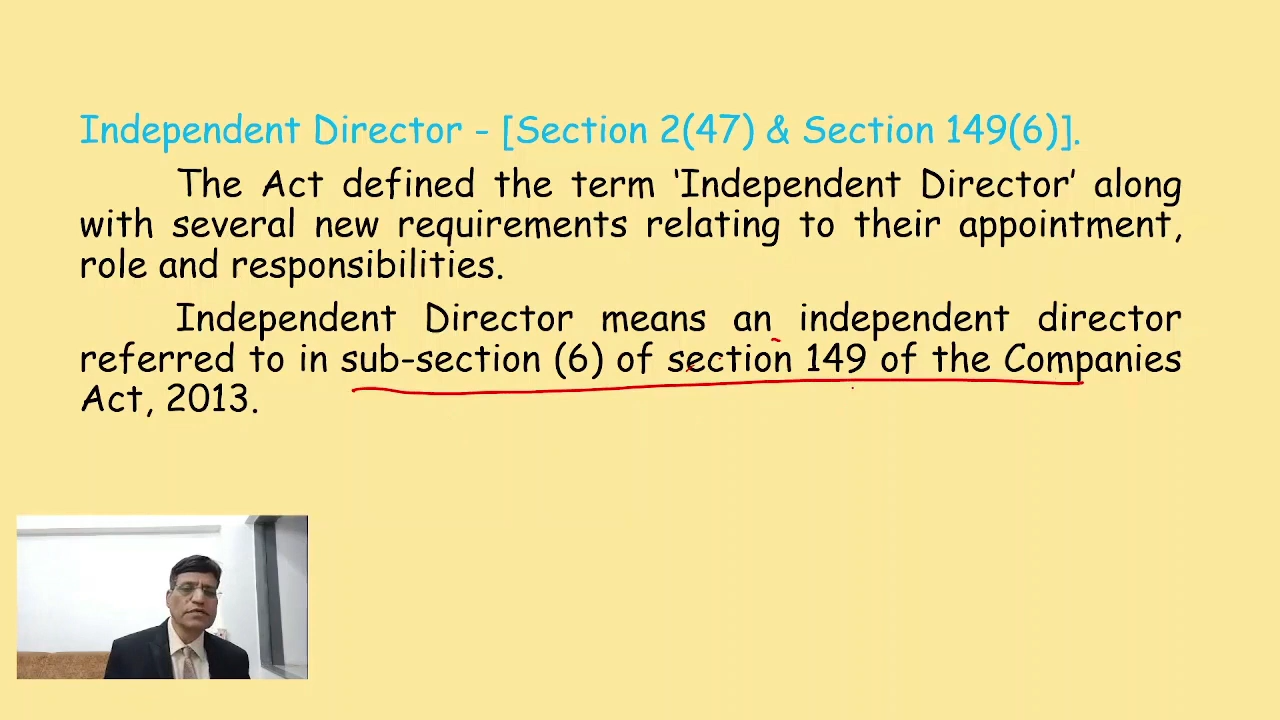 Independent Director - [Section 2(47) & Section 149(6)].
The Act defined the term ‘Independent Director’ along
with several new requirements relating to their appointment,
role and responsibilities.
Independent Director means an independent director
referred to in sub-section (6) of section 149 of the Companies
Act, 2013.